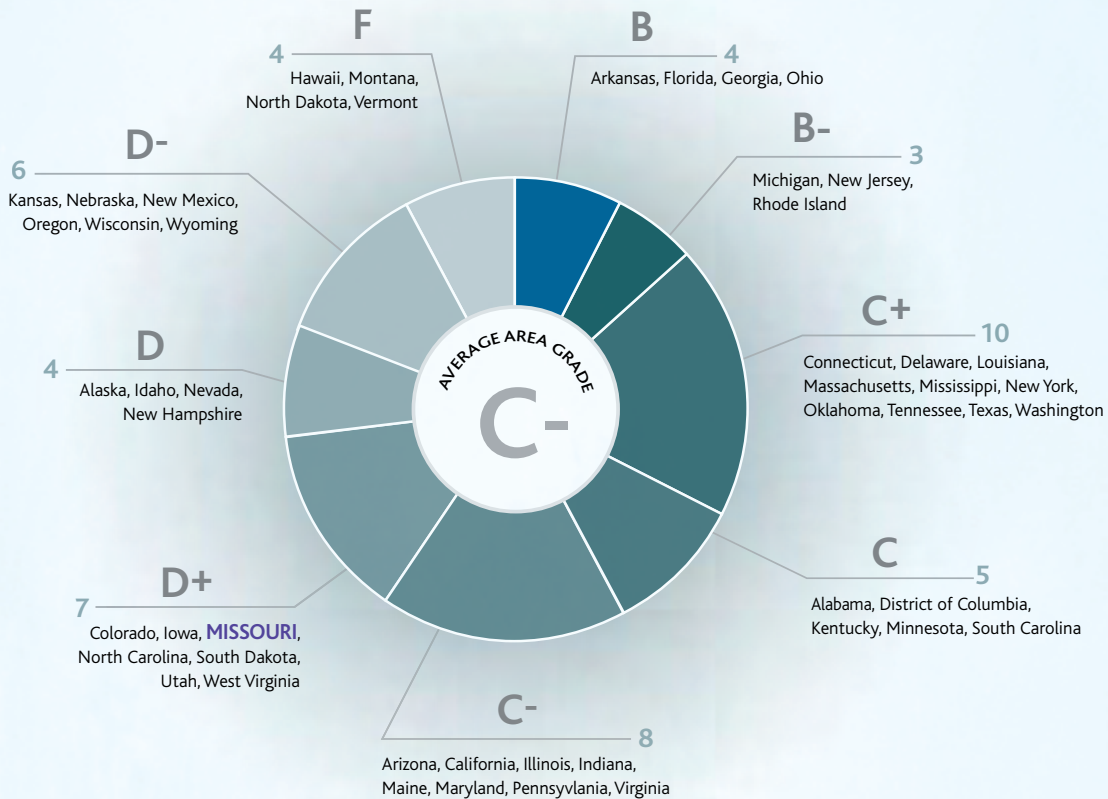 F
4
Hawaii, Montana,
North Dakota, Vermont
B
4
Arkansas, Florida, Georgia, Ohio
B-
3
Michigan, New Jersey,
Rhode Island
C+
10
Connecticut, Delaware, Louisiana,
Massachusetts, Mississippi, New York,
Oklahoma, Tennessee, Texas, Washington
C
5
Alabama, District of Columbia,
Kentucky, Minnesota, South Carolina
C-
8
Arizona, California, Illinois, Indiana,
Maine, Maryland, Pennsyvlania, Virginia
D+
7
Colorado, Iowa, MISSOURI,
North Carolina, South Dakota,
Utah, West Virginia
D
4
Alaska, Idaho, Nevada,
New Hampshire
D-
6
Kansas, Nebraska, New Mexico,
Oregon, Wisconsin, Wyoming
AVERAGE AREA GRADE
C-